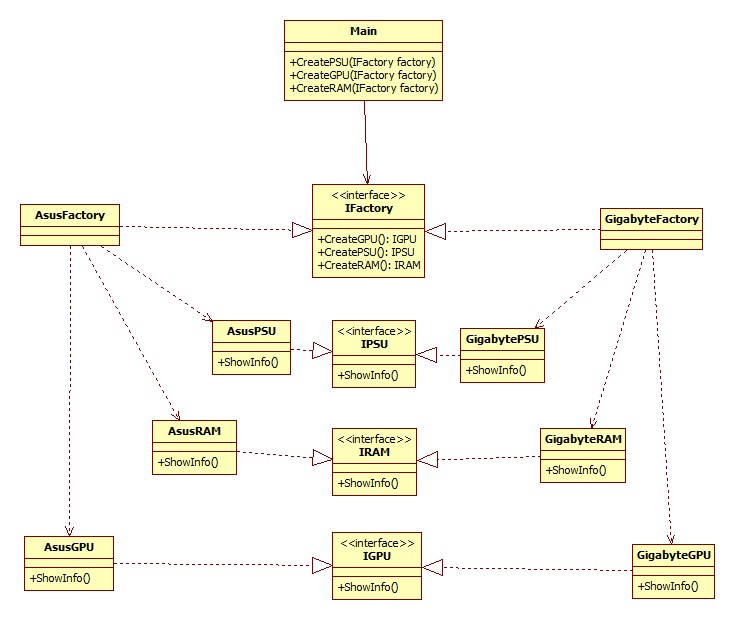 Main
+CreatePSU(IFactory factory)
+CreateGPU(IFactory factory)
+CreateRAM(IFactory factory)
<<interface>>
IFactory
+CreateGPU(): IGPU
+CreatePSU(): IPSU
+CreateRAM(): IRAM
AsusFactory
GigabyteFactory
AsusPSU
+ShowInfo()
<<interface>>
IPSU
+ShowInfo()
GigabytePSU
+ShowInfo()
AsusRAM
+ShowInfo()
<<interface>>
IRAM
+ShowInfo()
GigabyteRAM
+ShowInfo()
AsusGPU
+ShowInfo()
<<interface>>
IGPU
+ShowInfo()
GigabyteGPU
+ShowInfo()